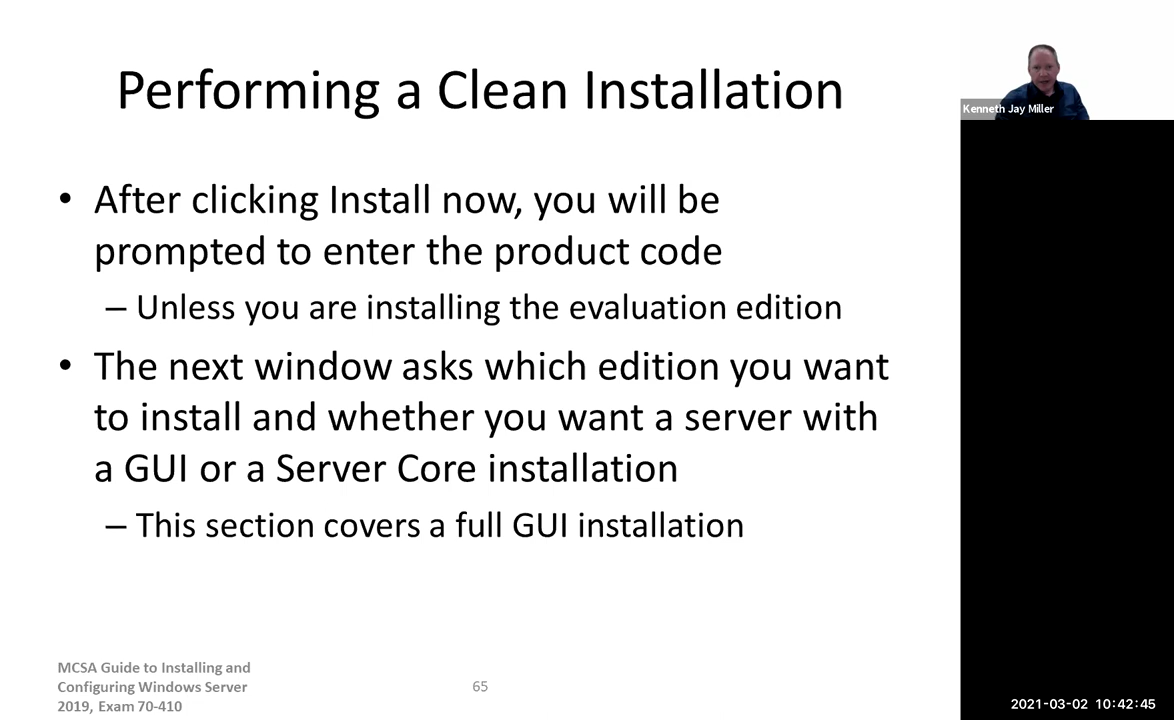 Performing a Clean Installation
Kenneth Jay Miller
• After clicking Install now, you will be
prompted to enter the product code
– Unless you are installing the evaluation edition
• The next window asks which edition you want
to install and whether you want a server with
a GUI or a Server Core installation
– This section covers a full GUI installation
MCSA Guide to Installing and
Configuring Windows Server
2019, Exam 70-410
65
2021-03-02 10:42:45